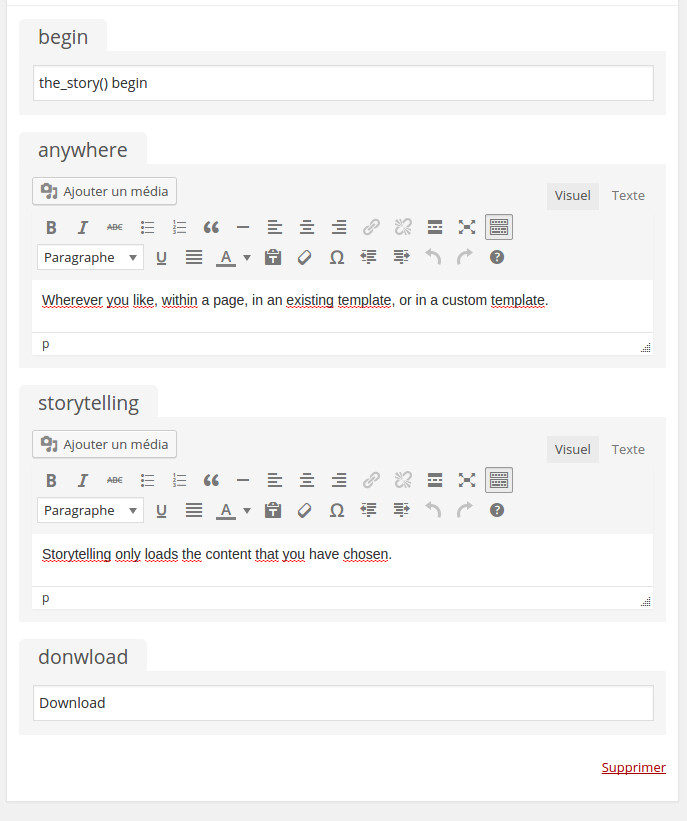 begin
the_story() begin
anywhere
Ajouter un média
Visuel Texte
B I ABC
Paragraphe U A T Ω ?
Wherever you like, within a page, in an existing template, or in a custom template.
p
storytelling
Ajouter un média
Visuel Texte
B I ABC
Paragraphe U A T Ω ?
Storytelling only loads the content that you have chosen.
p
donwload
Download
Supprimer